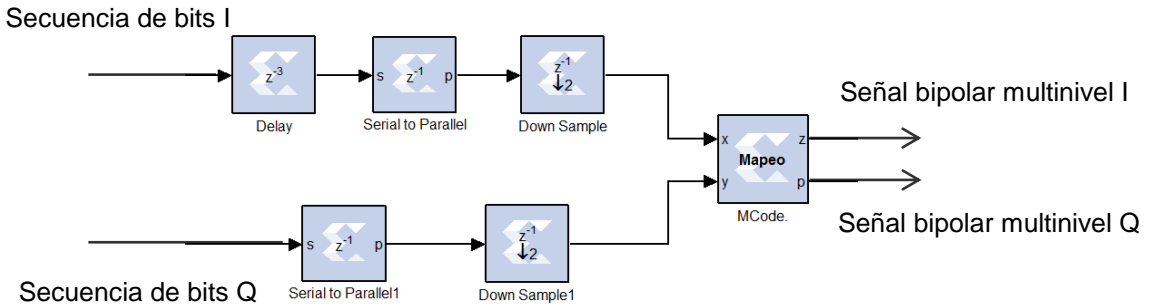 Secuencia de bits I
z⁻³
Delay
s z⁻¹ p
Serial to Parallel
z⁻¹
↓2
Down Sample
x z
Mapeo
y p
MCode.
Señal bipolar multinivel I
Señal bipolar multinivel Q
s z⁻¹ p
Serial to Parallel1
z⁻¹
↓2
Down Sample1
Secuencia de bits Q